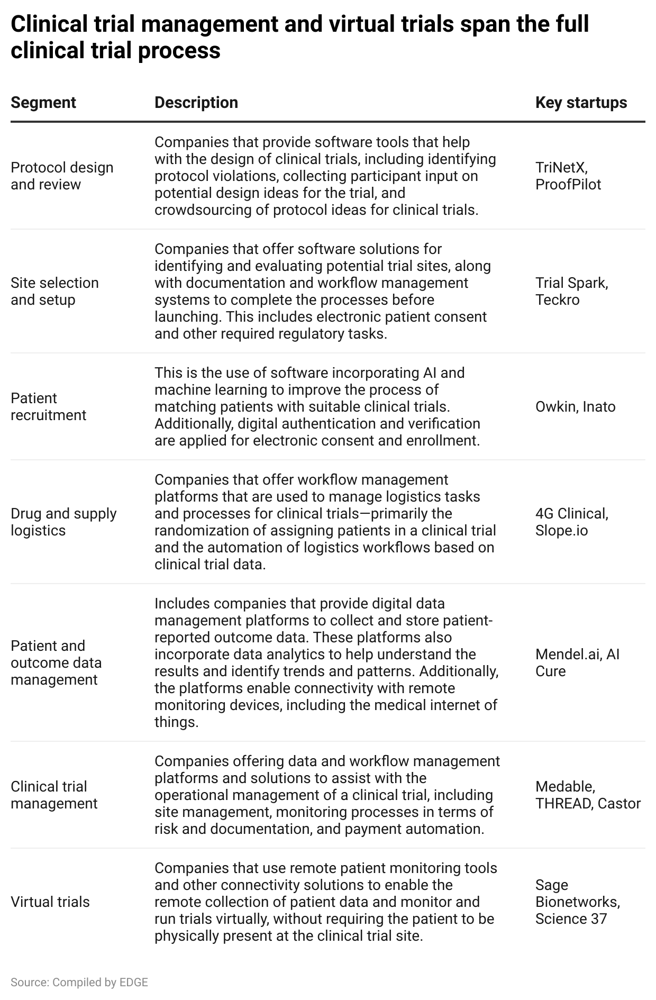 Clinical trial management and virtual trials span the full
clinical trial process
Segment
Description
Key startups
Protocol design
and review
Companies that provide software tools that help
with the design of clinical trials, including identifying
protocol violations, collecting participant input on
potential design ideas for the trial, and
crowdsourcing of protocol ideas for clinical trials.
TriNetX,
ProofPilot
Site selection
and setup
Companies that offer software solutions for
identifying and evaluating potential trial sites, along
with documentation and workflow management
systems to complete the processes before
launching. This includes electronic patient consent
and other required regulatory tasks.
Trial Spark,
Teckro
Patient
recruitment
This is the use of software incorporating AI and
machine learning to improve the process of
matching patients with suitable clinical trials.
Additionally, digital authentication and verification
are applied for electronic consent and enrollment.
Owkin, Inato
Drug and supply
logistics
Companies that offer workflow management
platforms that are used to manage logistics tasks
and processes for clinical trials—primarily the
randomization of assigning patients in a clinical trial
and the automation of logistics workflows based on
clinical trial data.
4G Clinical,
Slope.io
Patient and
outcome data
management
Includes companies that provide digital data
management platforms to collect and store patient-
reported outcome data. These platforms also
incorporate data analytics to help understand the
results and identify trends and patterns. Additionally,
the platforms enable connectivity with remote
monitoring devices, including the medical internet of
things.
Mendel.ai, AI
Cure
Clinical trial
management
Companies offering data and workflow management
platforms and solutions to assist with the
operational management of a clinical trial, including
site management, monitoring processes in terms of
risk and documentation, and payment automation.
Medable,
THREAD, Castor
Virtual trials
Companies that use remote patient monitoring tools
and other connectivity solutions to enable the
remote collection of patient data and monitor and
run trials virtually, without requiring the patient to be
physically present at the clinical trial site.
Sage
Bionetworks,
Science 37
Source: Compiled by EDGE